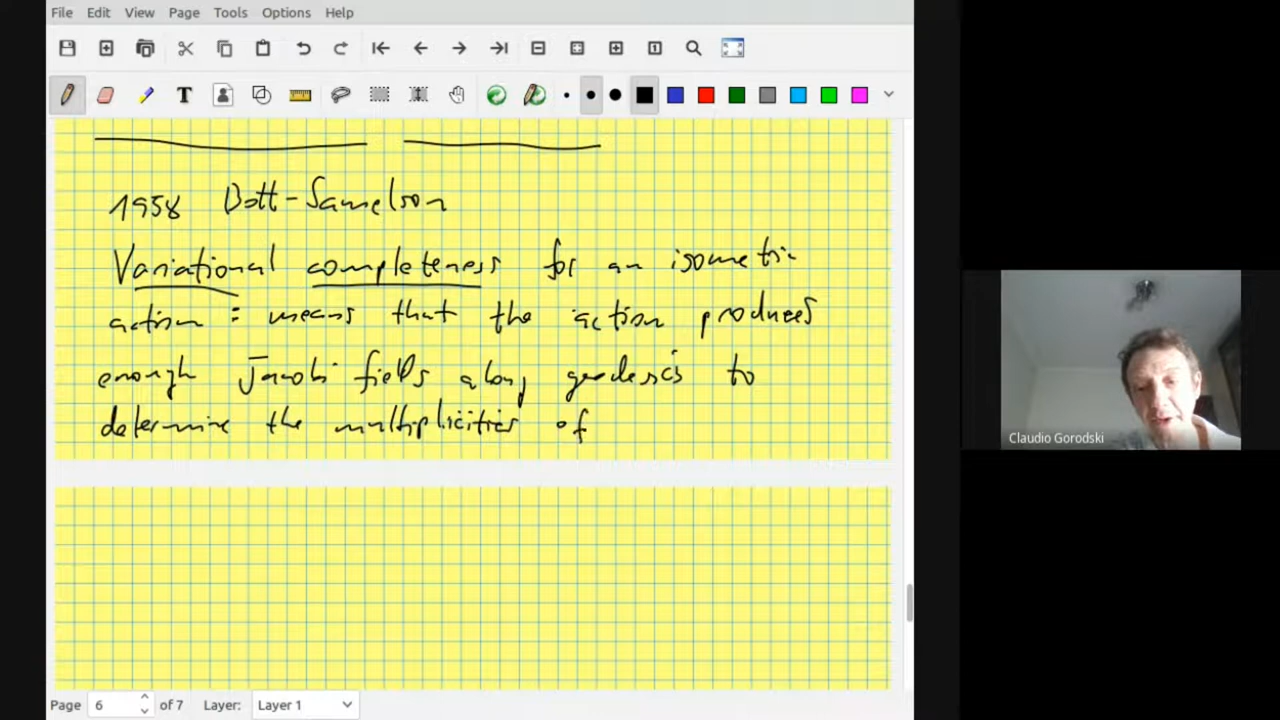 File Edit View Page Tools Options Help
1958 Bott-Samelson
Variational completeness for an isometric
action : means that the action produces
enough Jacobi fields along geodesics to
determine the multiplicities of
Claudio Gorodski
Page 6 of 7 Layer: Layer 1